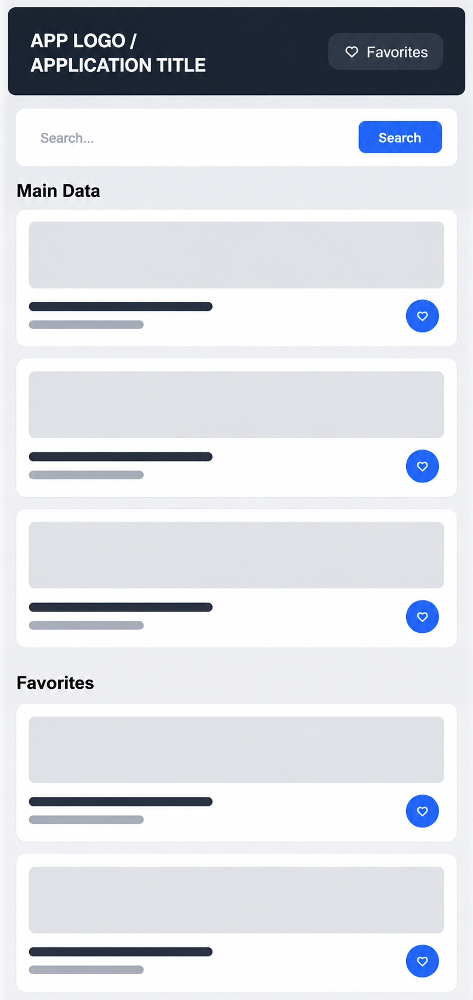 APP LOGO /
APPLICATION TITLE
Favorites
Search...
Search
Main Data
Favorites